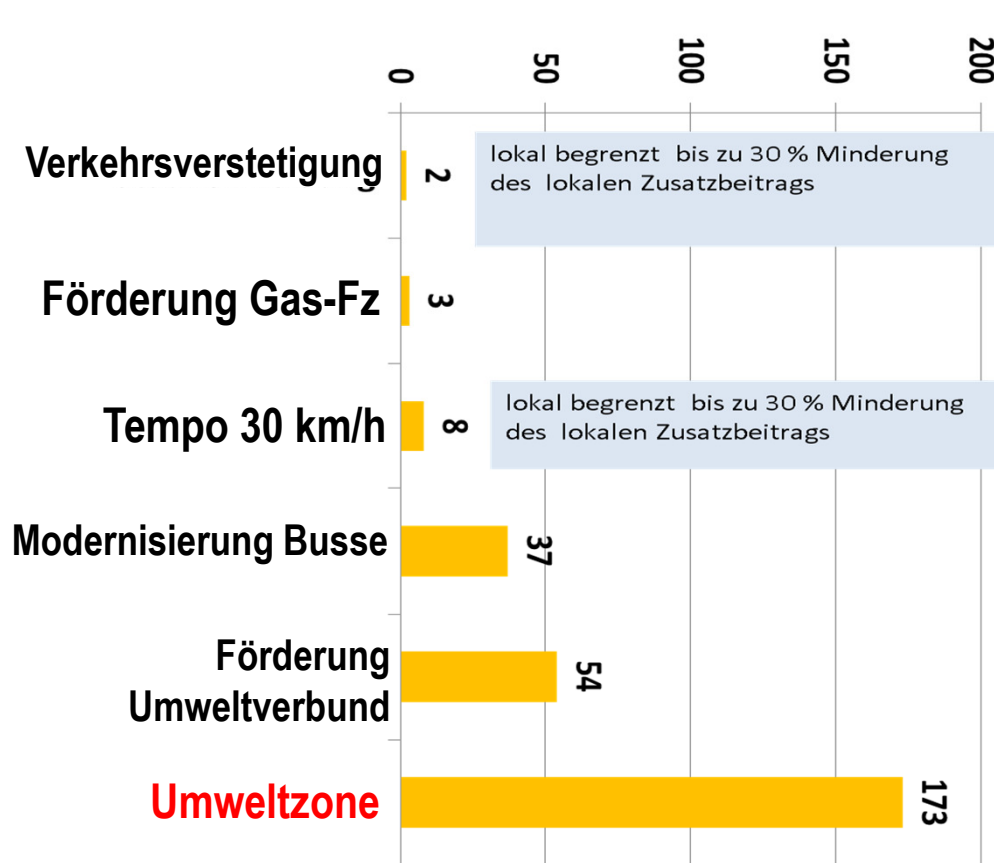 0 50 100 150 200
Verkehrsverstetigung
2
lokal begrenzt bis zu 30 % Minderung
des lokalen Zusatzbeitrags
Förderung Gas-Fz
3
Tempo 30 km/h
8
lokal begrenzt bis zu 30 % Minderung
des lokalen Zusatzbeitrags
Modernisierung Busse
37
Förderung
Umweltverbund
54
Umweltzone
173